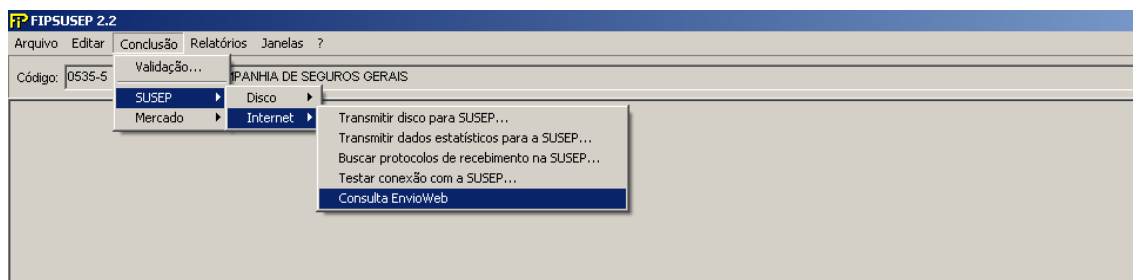 FIPSUSEP 2.2
Arquivo Editar Conclusão Relatórios Janelas ?
Validação...
Código: 0535-5 MPANHIA DE SEGUROS GERAIS
SUSEP Disco
Mercado Internet Transmitir disco para SUSEP...
Transmitir dados estatísticos para a SUSEP...
Buscar protocolos de recebimento na SUSEP...
Testar conexão com a SUSEP...
Consulta EnvioWeb